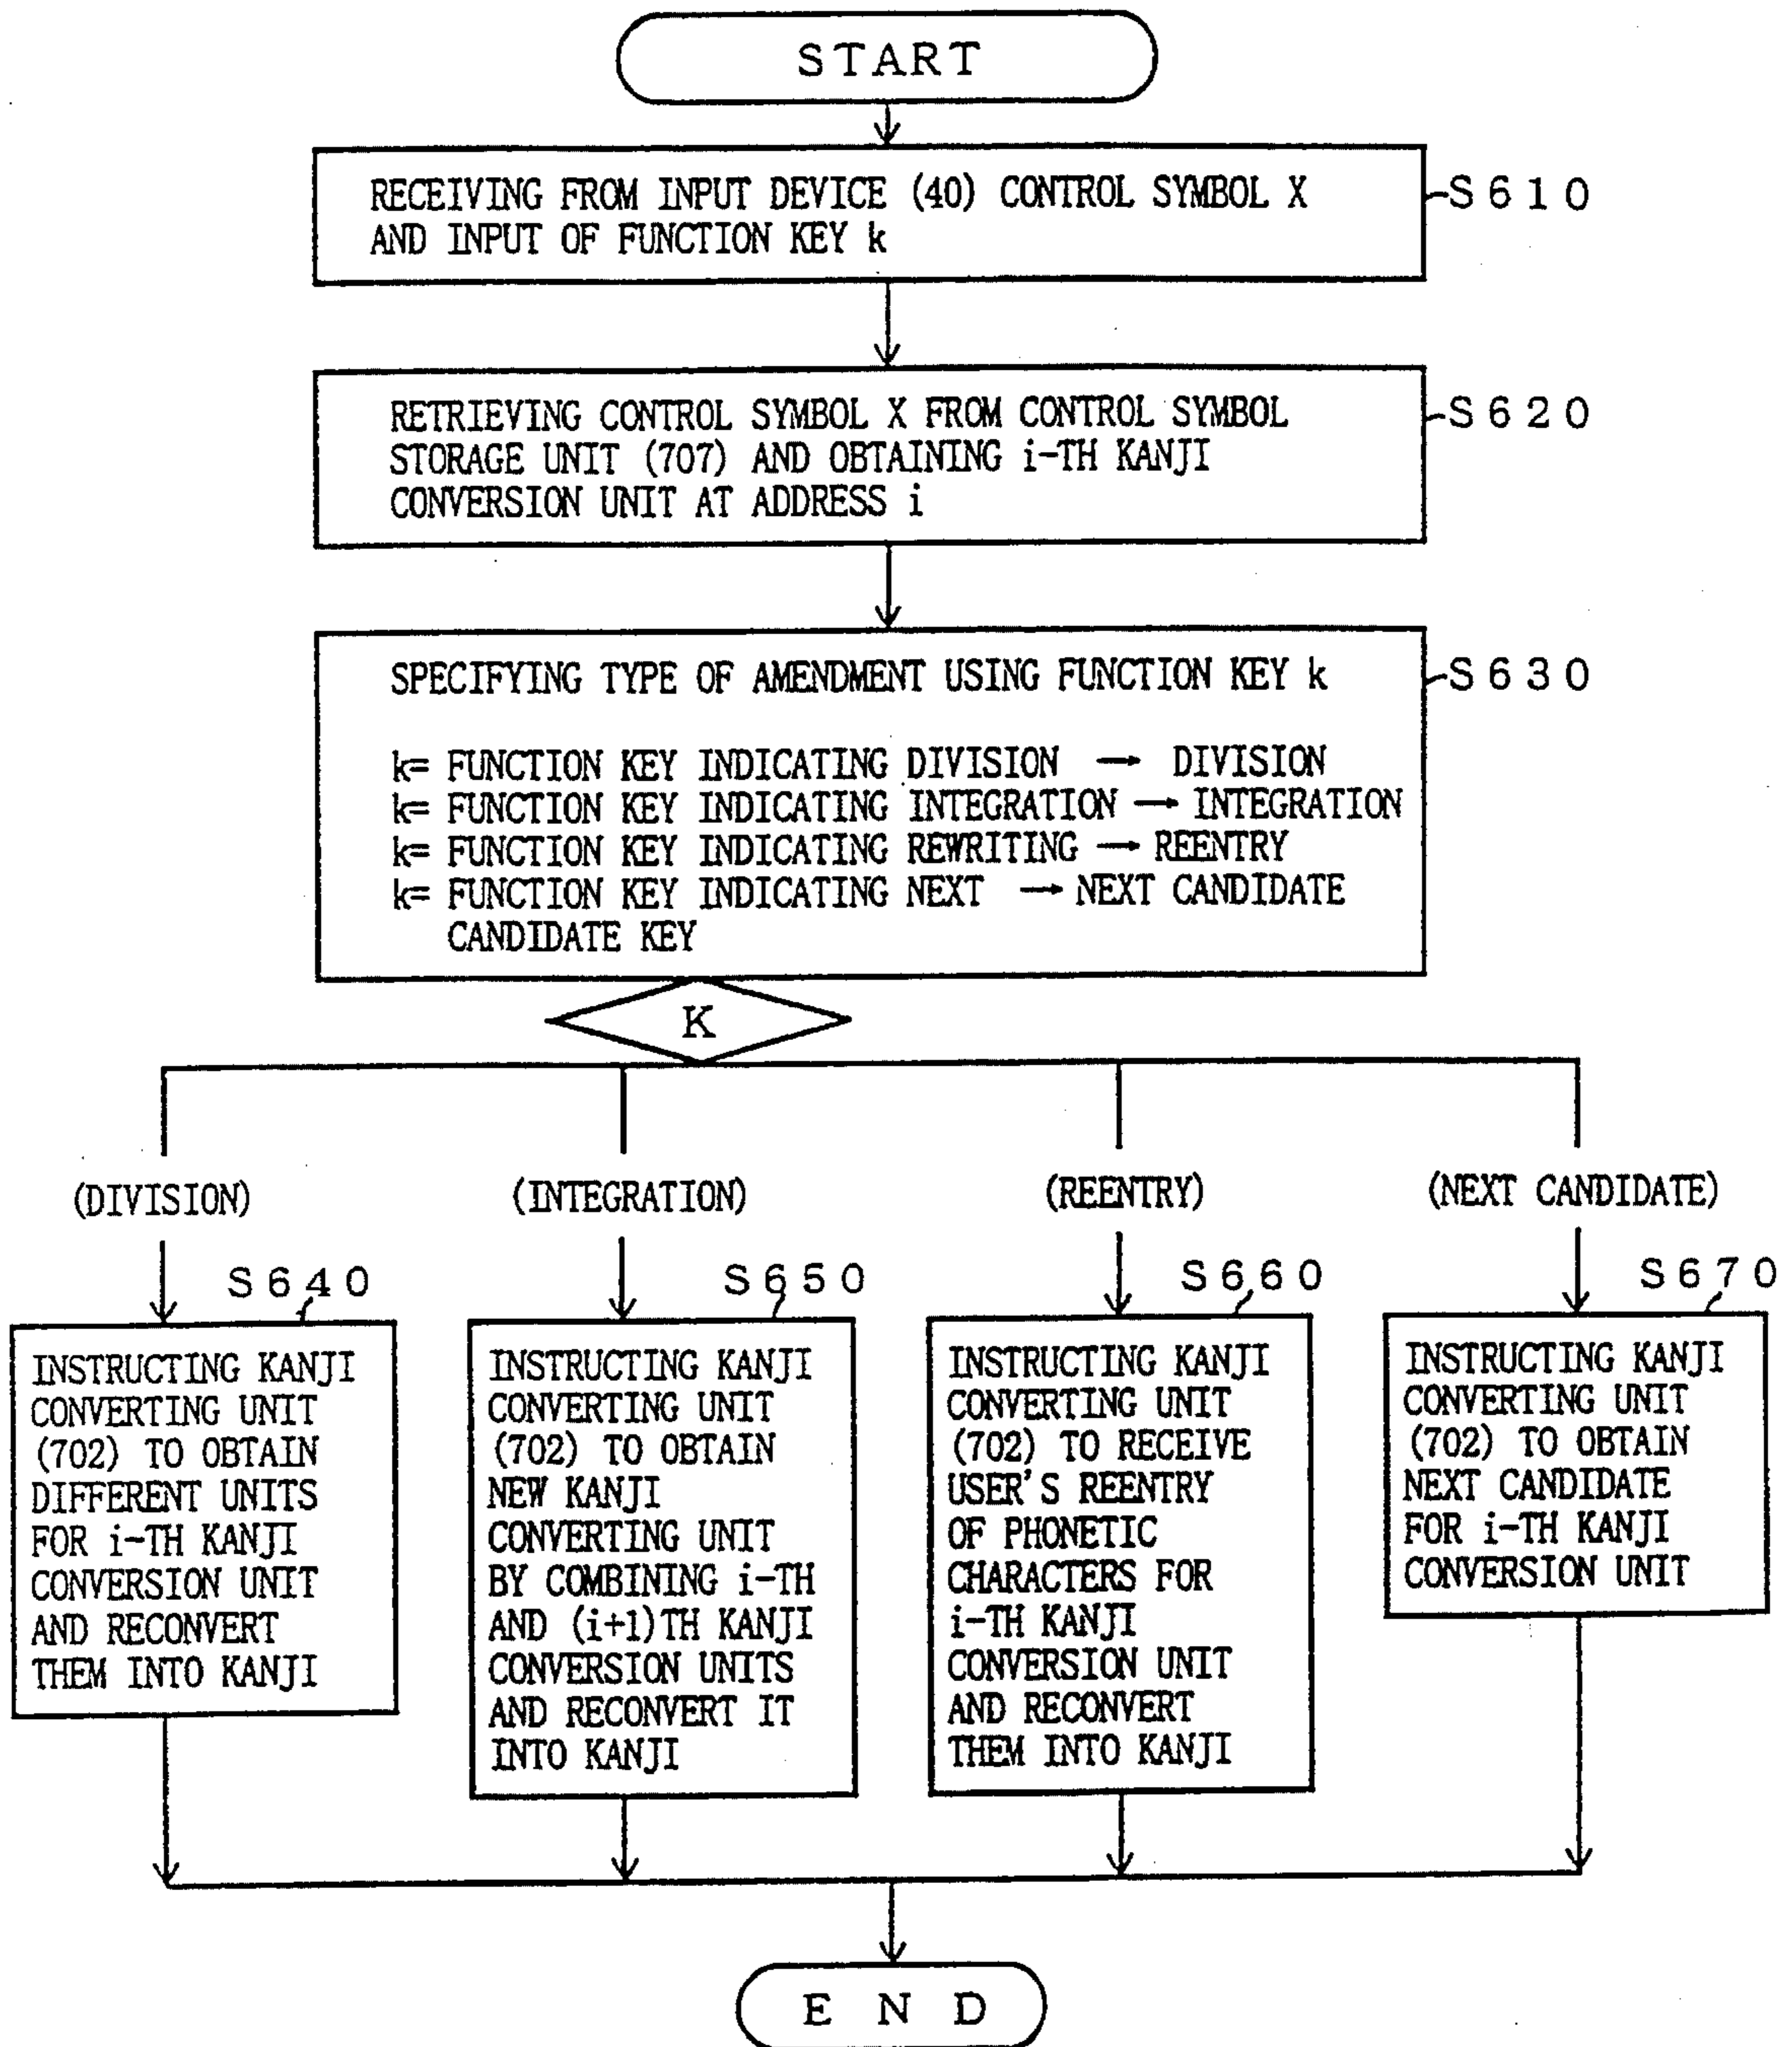 START
RECEIVING FROM INPUT DEVICE (40) CONTROL SYMBOL X
AND INPUT OF FUNCTION KEY k
S610
RETRIEVING CONTROL SYMBOL X FROM CONTROL SYMBOL
STORAGE UNIT (707) AND OBTAINING i-TH KANJI
CONVERSION UNIT AT ADDRESS i
S620
SPECIFYING TYPE OF AMENDMENT USING FUNCTION KEY k
S630
k= FUNCTION KEY INDICATING DIVISION → DIVISION
k= FUNCTION KEY INDICATING INTEGRATION → INTEGRATION
k= FUNCTION KEY INDICATING REWRITING → REENTRY
k= FUNCTION KEY INDICATING NEXT → NEXT CANDIDATE
CANDIDATE KEY
K
(DIVISION)
(INTEGRATION)
(REENTRY)
(NEXT CANDIDATE)
S640
INSTRUCTING KANJI
CONVERTING UNIT
(702) TO OBTAIN
DIFFERENT UNITS
FOR i-TH KANJI
CONVERSION UNIT
AND RECONVERT
THEM INTO KANJI
S650
INSTRUCTING KANJI
CONVERTING UNIT
(702) TO OBTAIN
NEW KANJI
CONVERTING UNIT
BY COMBINING i-TH
AND (i+1)TH KANJI
CONVERSION UNITS
AND RECONVERT IT
INTO KANJI
S660
INSTRUCTING KANJI
CONVERTING UNIT
(702) TO RECEIVE
USER'S REENTRY
OF PHONETIC
CHARACTERS FOR
i-TH KANJI
CONVERSION UNIT
AND RECONVERT
THEM INTO KANJI
S670
INSTRUCTING KANJI
CONVERTING UNIT
(702) TO OBTAIN
NEXT CANDIDATE
FOR i-TH KANJI
CONVERSION UNIT
END